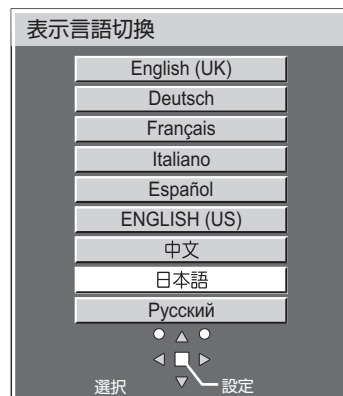 表示言語切換
English (UK)
Deutsch
Français
Italiano
Español
ENGLISH (US)
中文
日本語
Русский
選択 設定